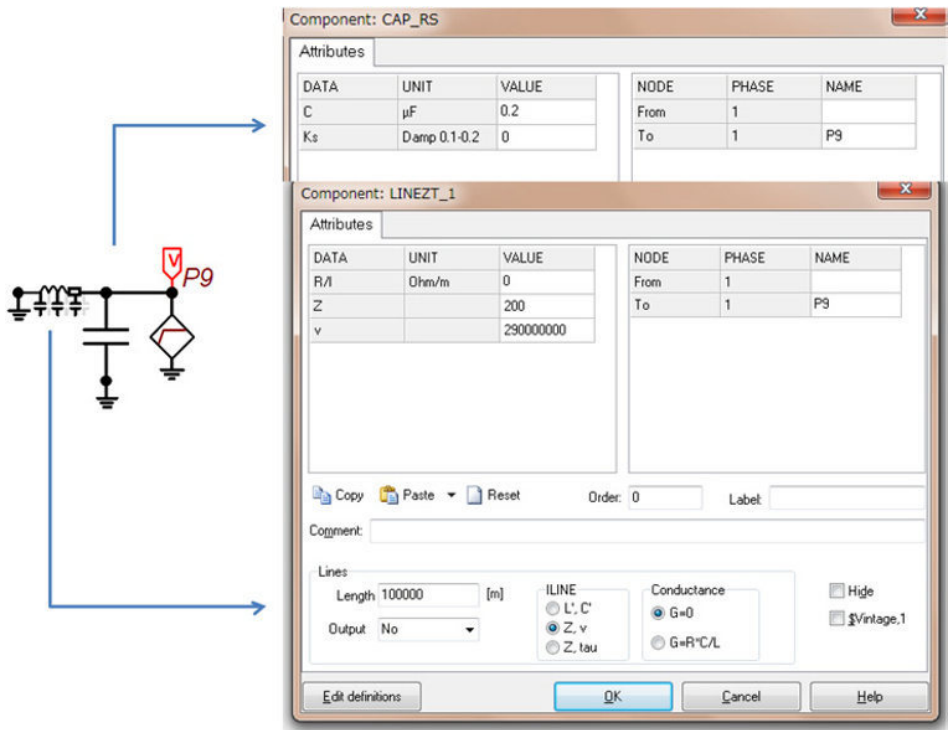 Component: CAP_RS
Attributes
DATA UNIT VALUE NODE PHASE NAME
C µF 0.2 From 1
Ks Damp 0.1-0.2 0 To 1 P9
Component: LINEZT_1
Attributes
DATA UNIT VALUE NODE PHASE NAME
R/l Ohm/m 0 From 1
Z 200 To 1 P9
v 290000000
V
P9
Copy Paste Reset Order: 0 Label:
Comment:
Lines
Length 100000 [m]
Output No
ILINE
L', C'
Z, v
Z, tau
Conductance
G=0
G=R*C/L
Hide
$Vintage,1
Edit definitions OK Cancel Help